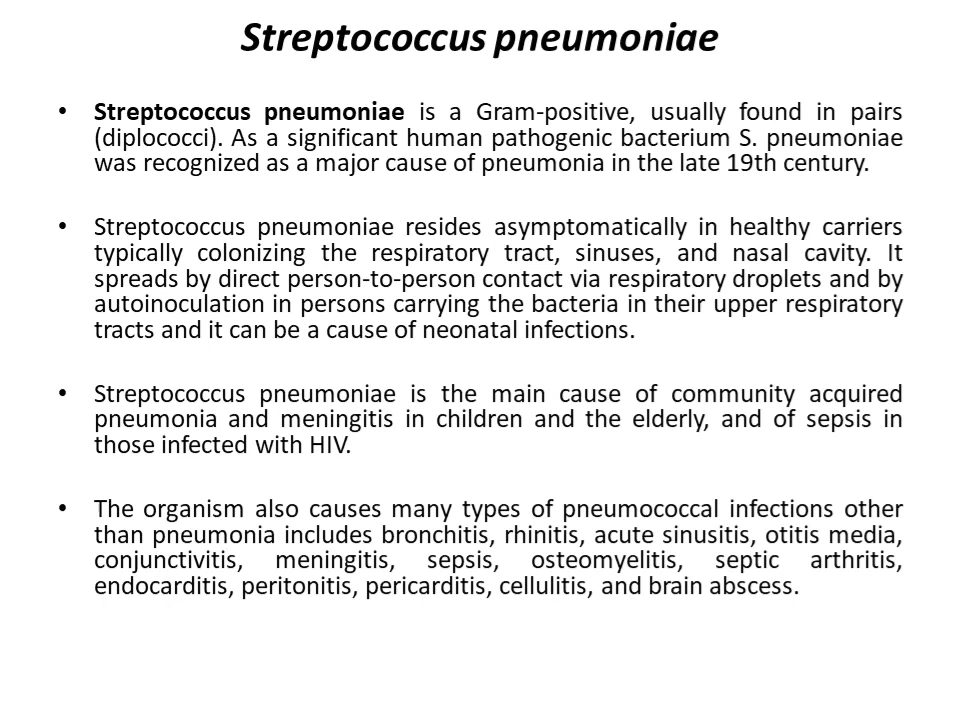 Streptococcus pneumoniae
• Streptococcus pneumoniae is a Gram-positive, usually found in pairs
(diplococci). As a significant human pathogenic bacterium S. pneumoniae
was recognized as a major cause of pneumonia in the late 19th century.
• Streptococcus pneumoniae resides asymptomatically in healthy carriers
typically colonizing the respiratory tract, sinuses, and nasal cavity. It
spreads by direct person-to-person contact via respiratory droplets and by
autoinoculation in persons carrying the bacteria in their upper respiratory
tracts and it can be a cause of neonatal infections.
• Streptococcus pneumoniae is the main cause of community acquired
pneumonia and meningitis in children and the elderly, and of sepsis in
those infected with HIV.
• The organism also causes many types of pneumococcal infections other
than pneumonia includes bronchitis, rhinitis, acute sinusitis, otitis media,
conjunctivitis, meningitis, sepsis, osteomyelitis, septic arthritis,
endocarditis, peritonitis, pericarditis, cellulitis, and brain abscess.